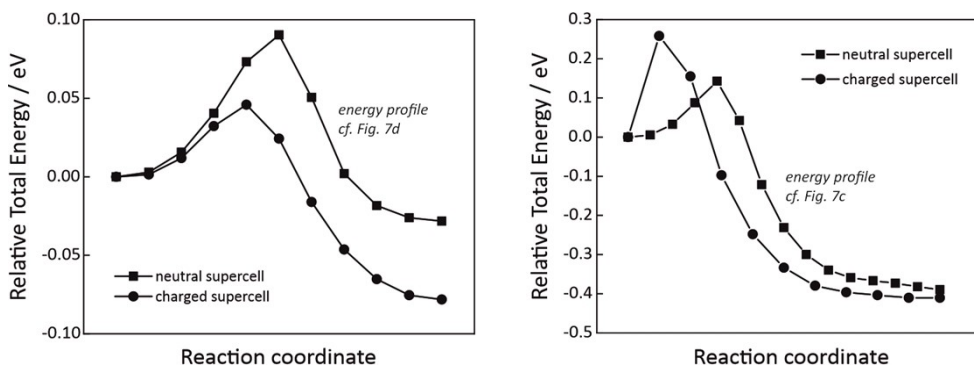 Relative Total Energy / eV
0.10
0.05
0.00
-0.05
-0.10
energy profile
cf. Fig. 7d
neutral supercell
charged supercell
Reaction coordinate
Relative Total Energy / eV
0.3
0.2
0.1
0.0
-0.1
-0.2
-0.3
-0.4
-0.5
neutral supercell
charged supercell
energy profile
cf. Fig. 7c
Reaction coordinate